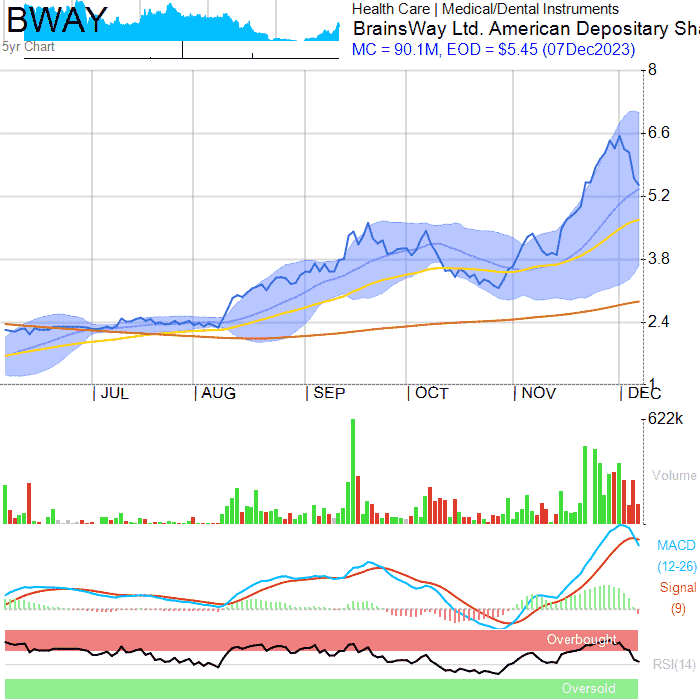 BWAY
5yr Chart
Health Care | Medical/Dental Instruments
BrainsWay Ltd. American Depositary Sha
MC = 90.1M, EOD = $5.45 (07Dec2023)
8
6.6
5.2
3.8
2.4
1
JUL
AUG
SEP
OCT
NOV
DEC
622k
Volume
MACD
(12-26)
Signal
(9)
Overbought
RSI(14)
Oversold